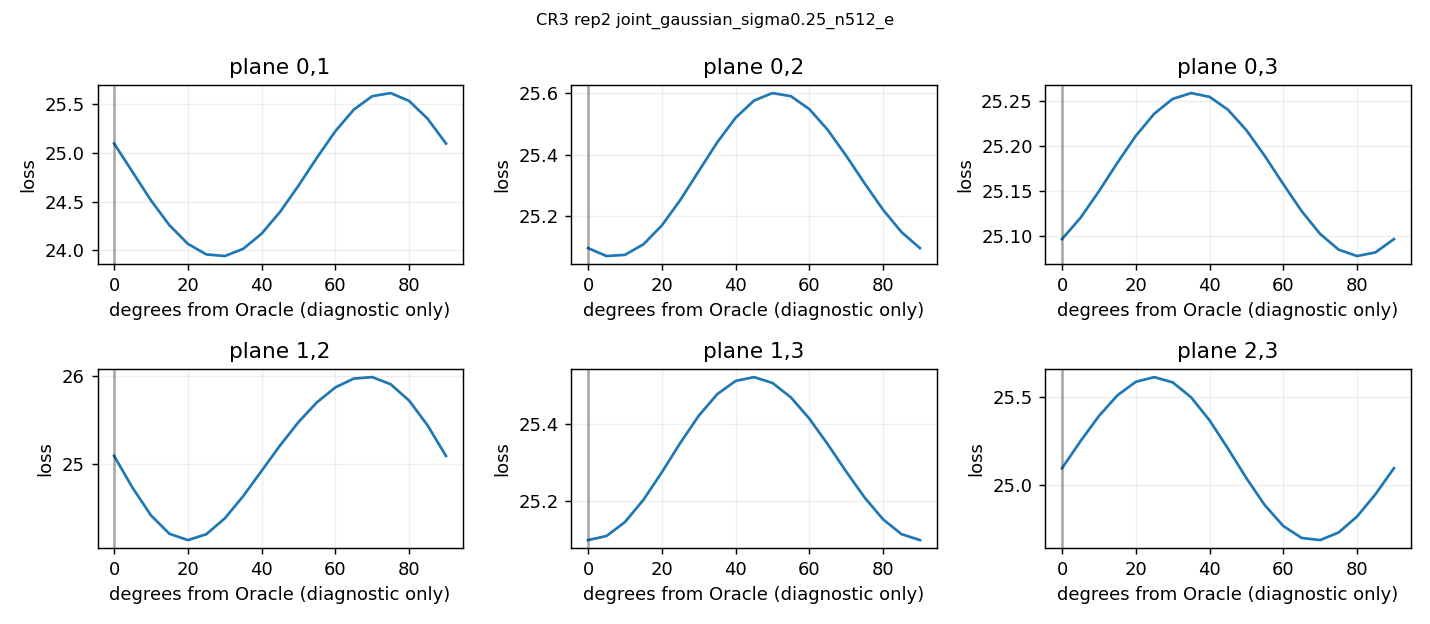 CR3 rep2 joint_gaussian_sigma0.25_n512_e
plane 0,1
25.5
25.0
24.5
24.0
loss
0 20 40 60 80
degrees from Oracle (diagnostic only)
plane 0,2
25.6
25.4
25.2
loss
0 20 40 60 80
degrees from Oracle (diagnostic only)
plane 0,3
25.25
25.20
25.15
25.10
loss
0 20 40 60 80
degrees from Oracle (diagnostic only)
plane 1,2
26
25
loss
0 20 40 60 80
degrees from Oracle (diagnostic only)
plane 1,3
25.4
25.2
loss
0 20 40 60 80
degrees from Oracle (diagnostic only)
plane 2,3
25.5
25.0
loss
0 20 40 60 80
degrees from Oracle (diagnostic only)